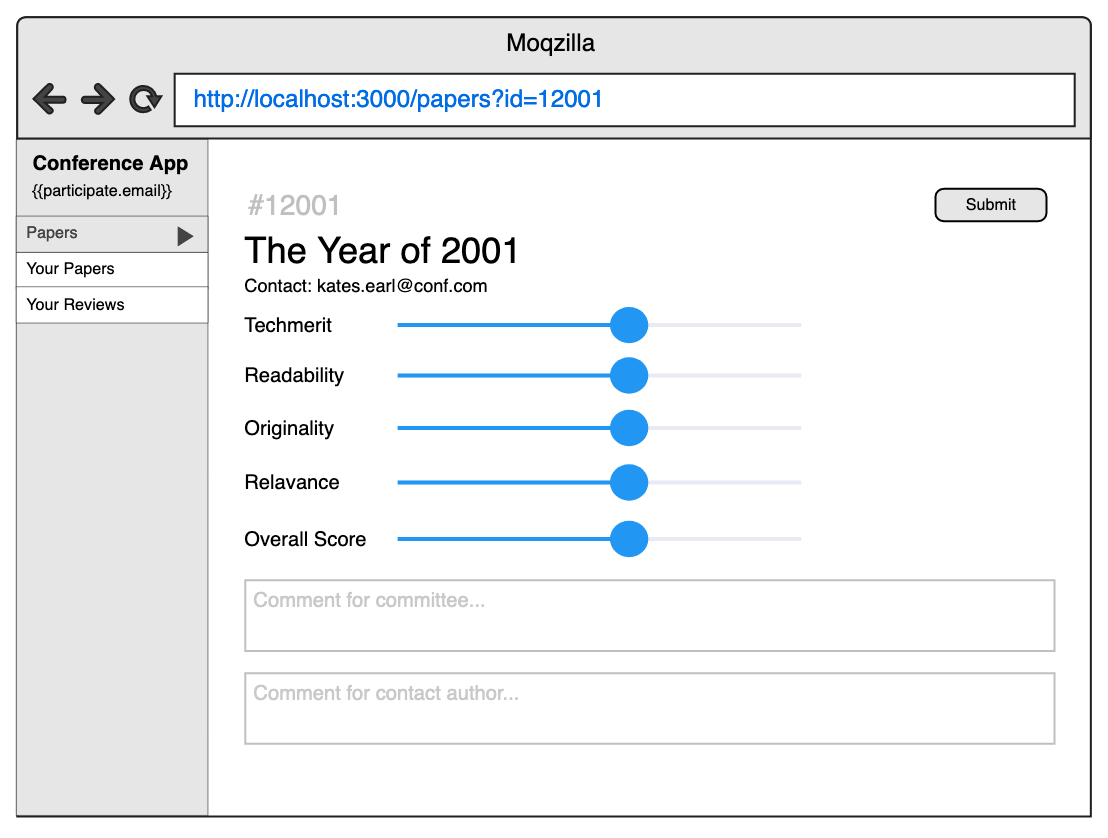 Moqzilla
http://localhost:3000/papers?id=12001
Conference App
{{participate.email}}
Papers
Your Papers
Your Reviews
#12001
Submit
The Year of 2001
Contact: kates.earl@conf.com
Techmerit
Readability
Originality
Relavance
Overall Score
Comment for committee...
Comment for contact author...